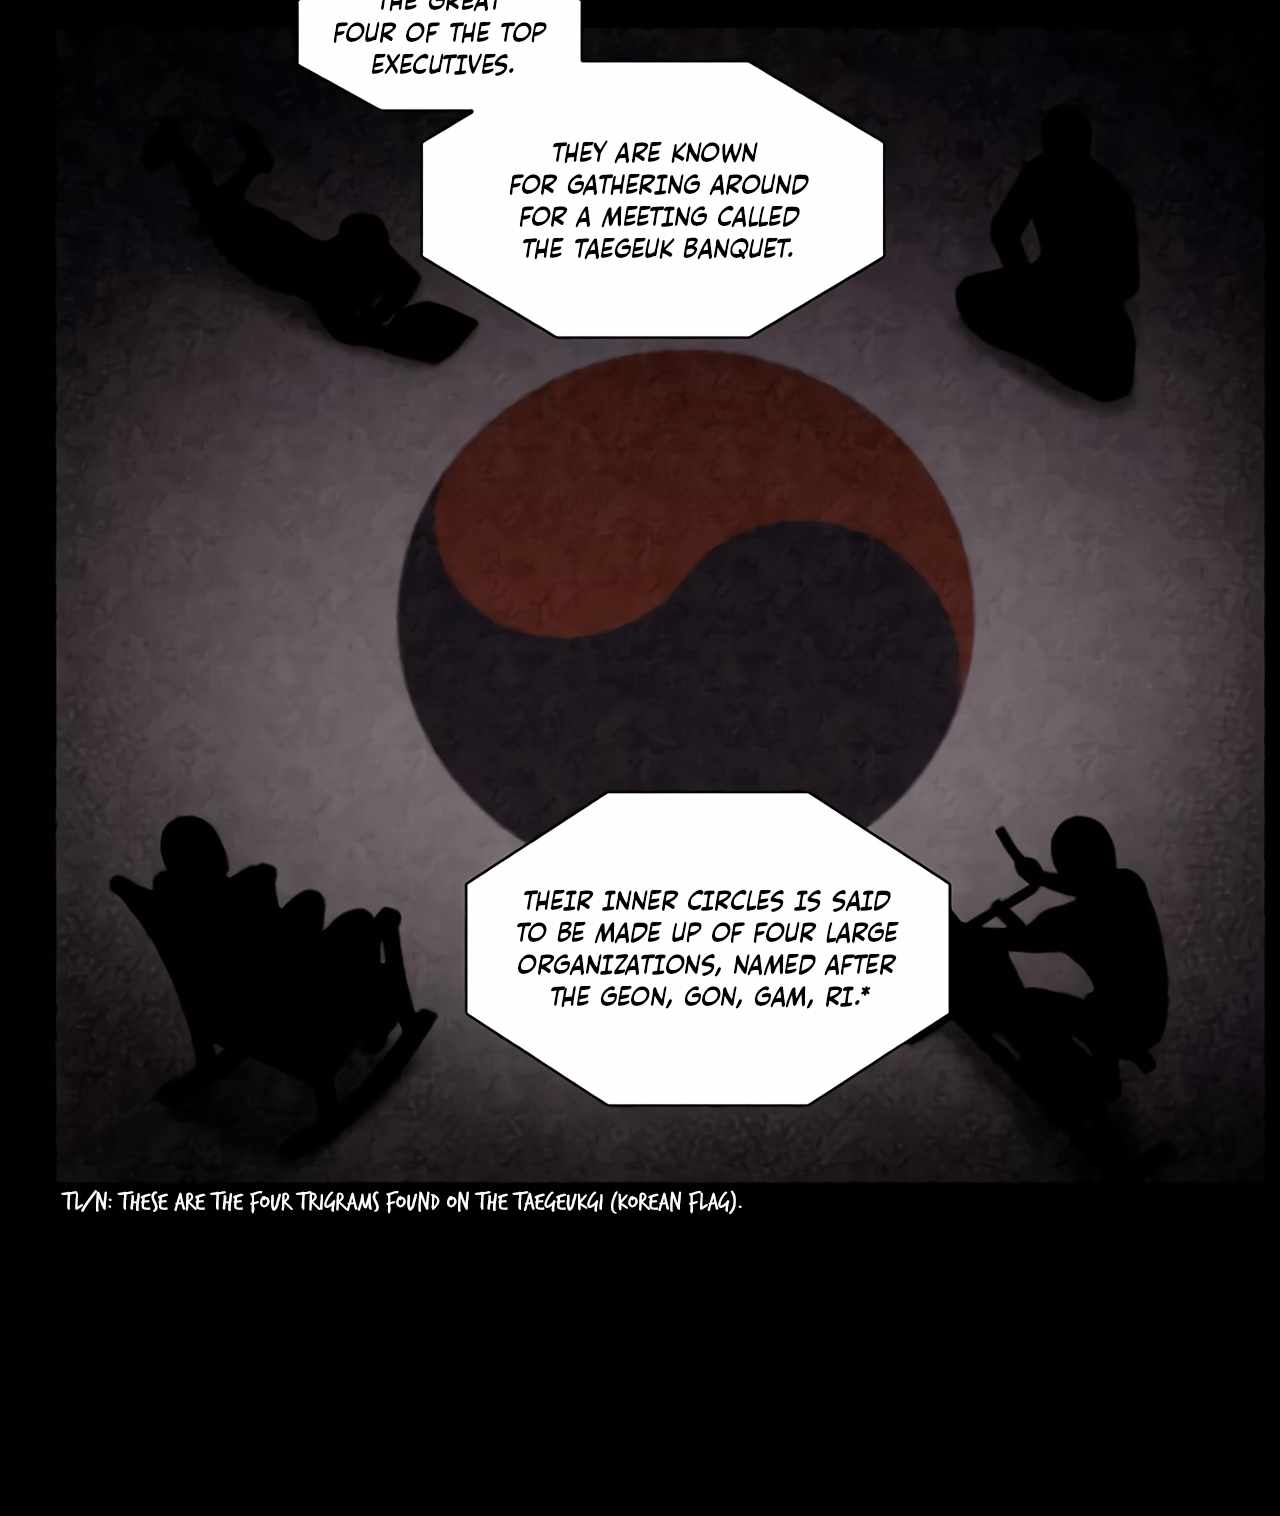 THE GREAT
FOUR OF THE TOP
EXECUTIVES.
THEY ARE KNOWN
FOR GATHERING AROUND
FOR A MEETING CALLED
THE TAEGEUK BANQUET.
THEIR INNER CIRCLES IS SAID
TO BE MADE UP OF FOUR LARGE
ORGANIZATIONS, NAMED AFTER
THE GEON, GON, GAM, RI.*
TL/N: THESE ARE THE FOUR TRIGRAMS FOUND ON THE TAEGEUKGI (KOREAN FLAG).